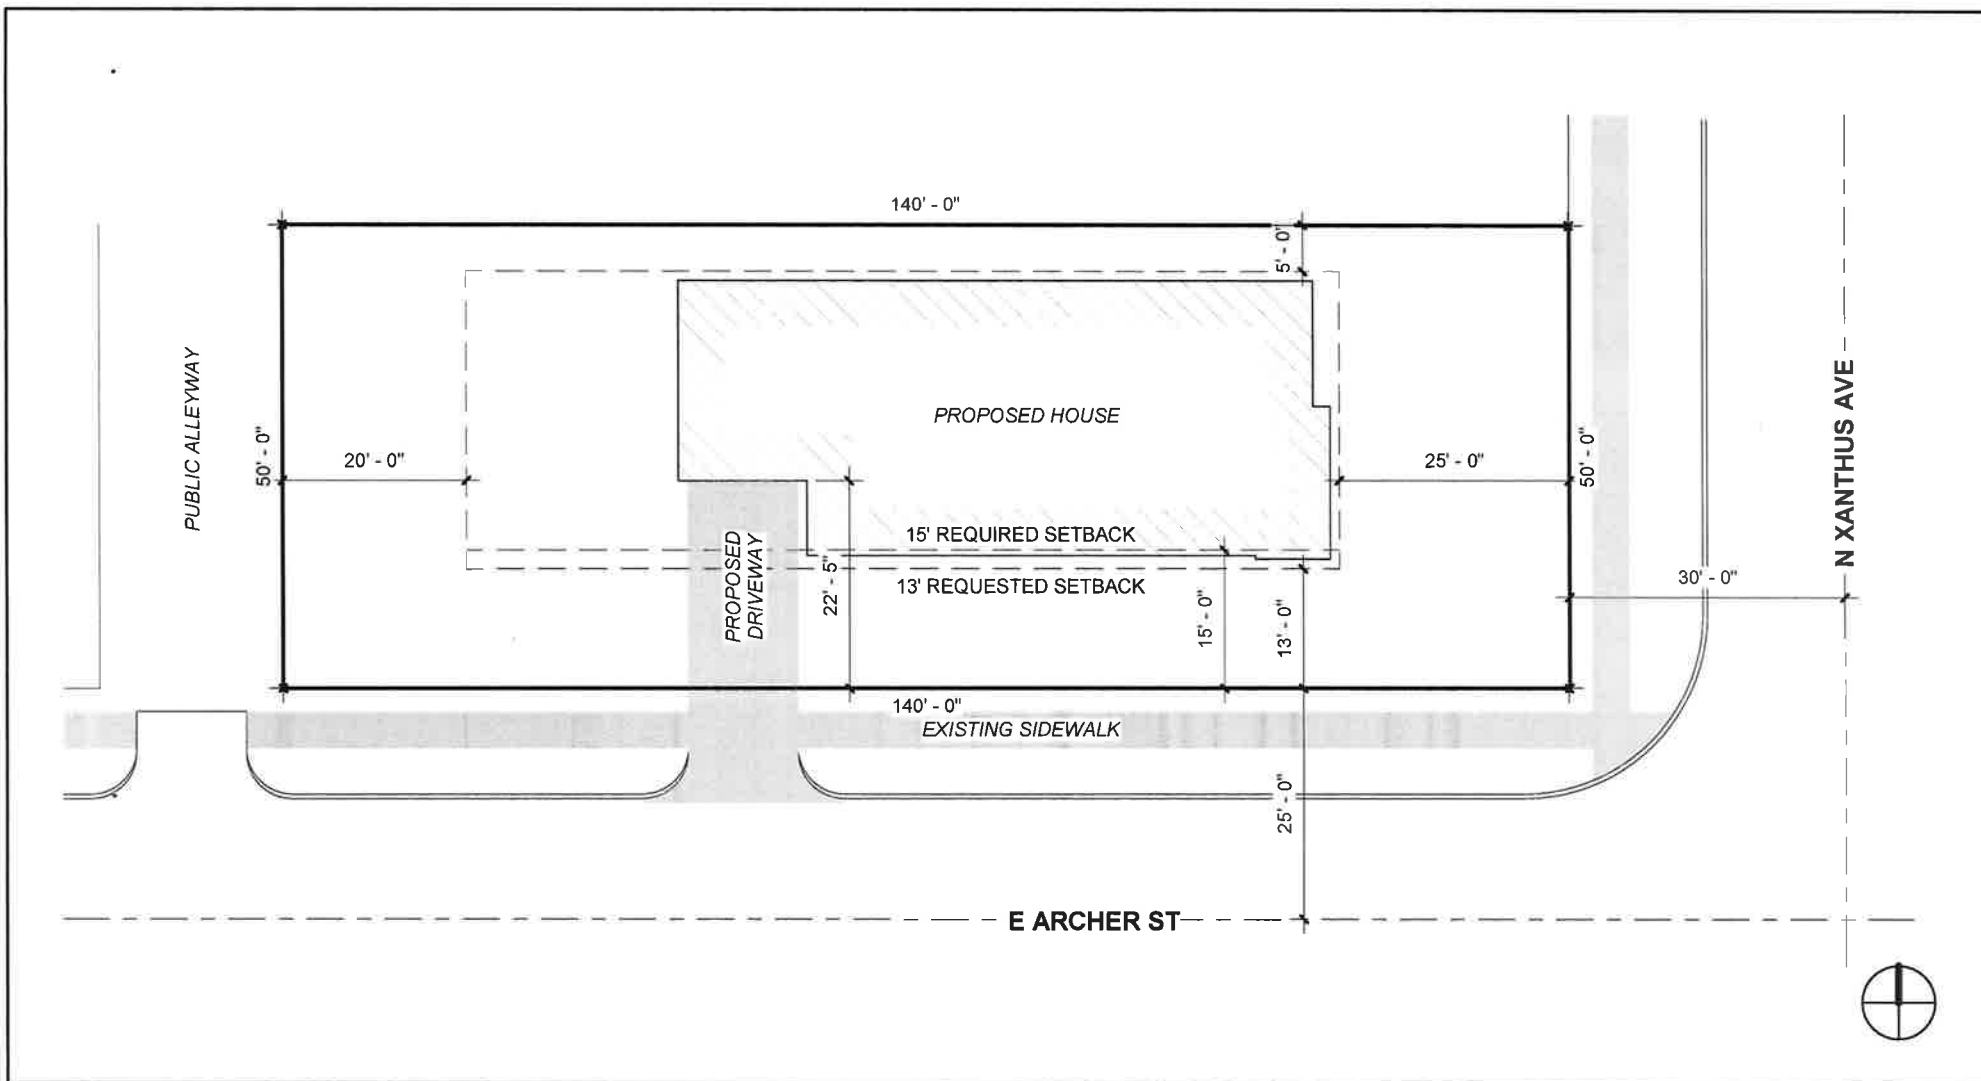 140' - 0"
5' - 0"
PUBLIC ALLEYWAY
50' - 0"
20' - 0"
PROPOSED HOUSE
25' - 0"
50' - 0"
N XANTHUS AVE
15' REQUIRED SETBACK
PROPOSED
DRIVEWAY
22' - 5"
13' REQUESTED SETBACK
15' - 0"
13' - 0"
30' - 0"
140' - 0"
EXISTING SIDEWALK
25' - 0"
E ARCHER ST